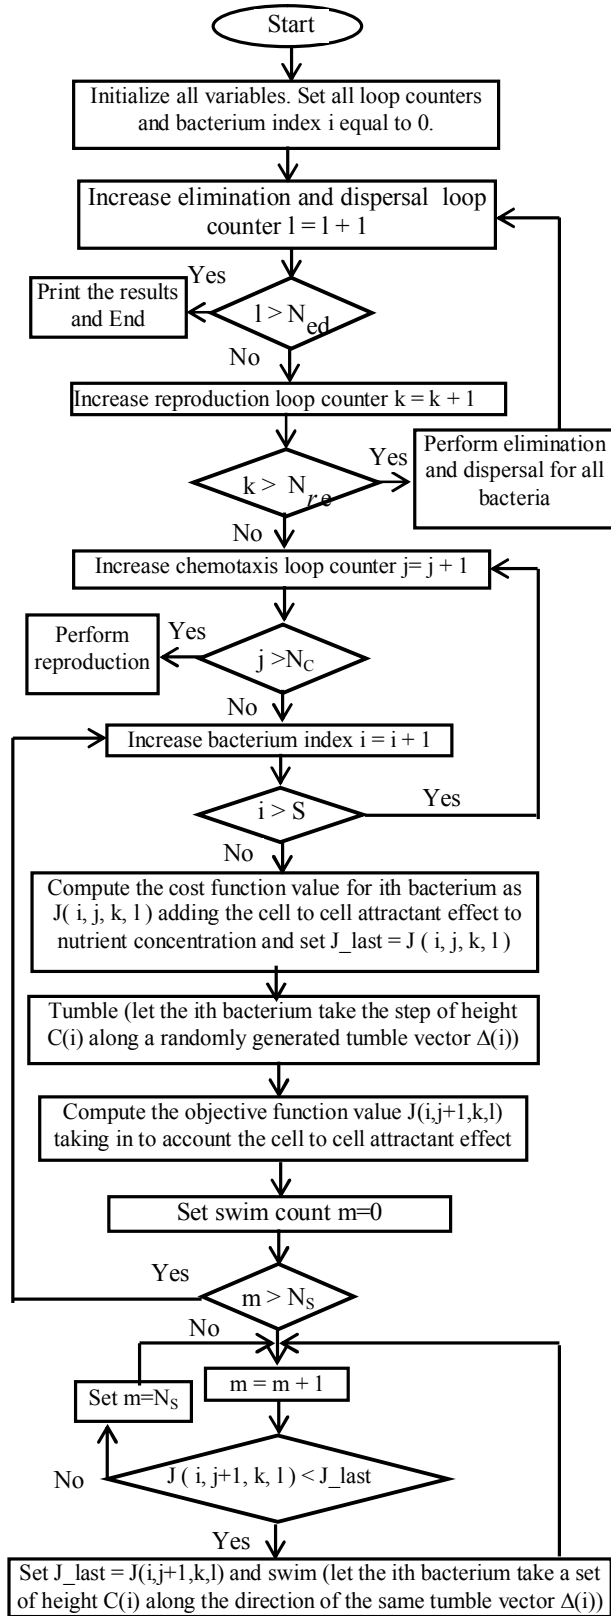 Start
Initialize all variables. Set all loop counters
and bacterium index i equal to 0.
Increase elimination and dispersal loop
counter l = l + 1
Yes
Print the results
and End
l > N_ed
No
Increase reproduction loop counter k = k + 1
k > N_re
Yes
Perform elimination
and dispersal for all
bacteria
No
Increase chemotaxis loop counter j= j + 1
Perform
reproduction
Yes
j >N_C
No
Increase bacterium index i = i + 1
i > S
Yes
No
Compute the cost function value for ith bacterium as
J( i, j, k, l ) adding the cell to cell attractant effect to
nutrient concentration and set J_last = J ( i, j, k, l )
Tumble (let the ith bacterium take the step of height
C(i) along a randomly generated tumble vector Δ(i))
Compute the objective function value J(i,j+1,k,l)
taking in to account the cell to cell attractant effect
Set swim count m=0
Yes
m > N_S
No
Set m=N_S
m = m + 1
J ( i, j+1, k, l ) < J_last
No
Yes
Set J_last = J(i,j+1,k,l) and swim (let the ith bacterium take a set
of height C(i) along the direction of the same tumble vector Δ(i))